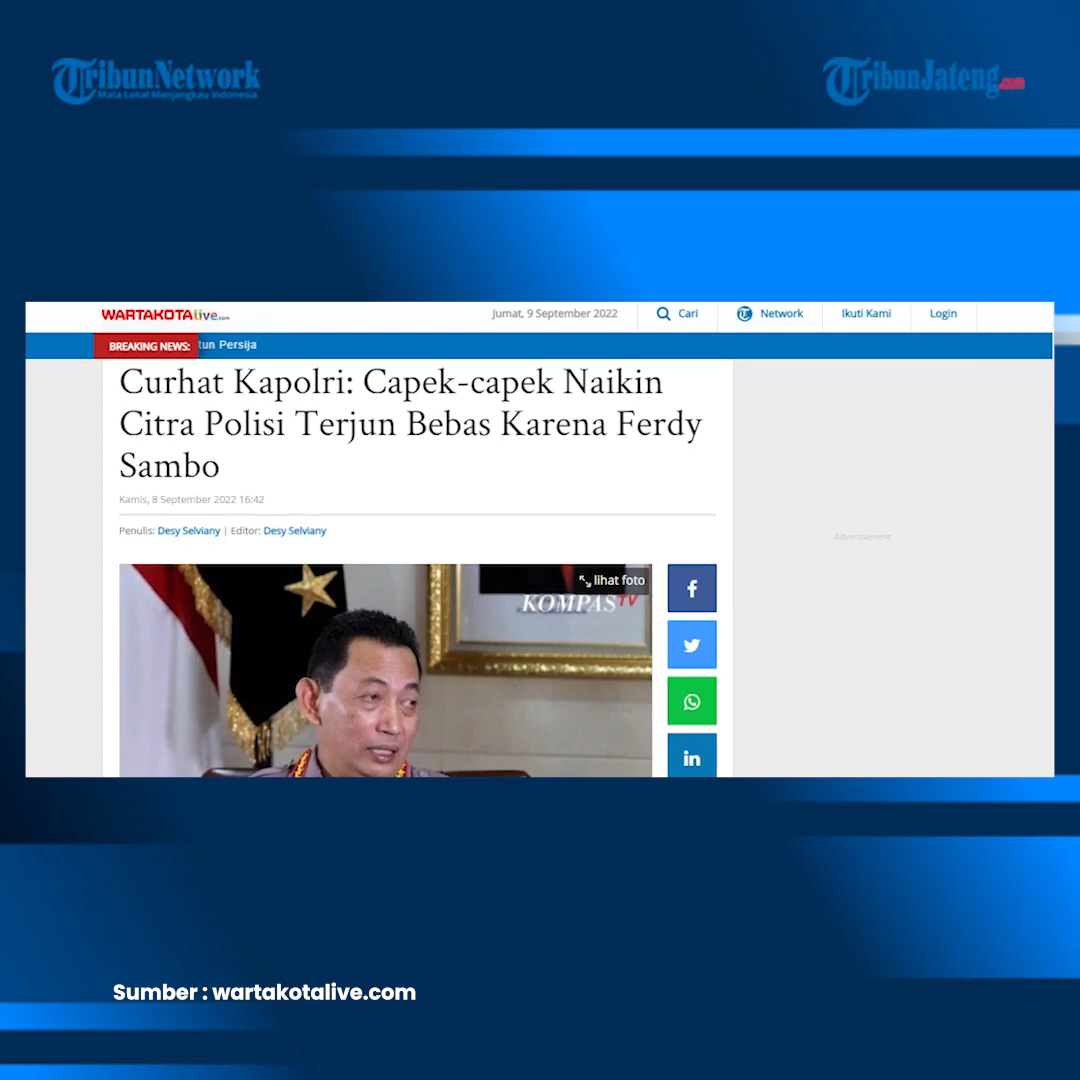 TribunNetwork
Mata Lokal Menjangkau Indonesia
TribunJateng.com
WARTAKOTAlive.com
Jumat, 9 September 2022
Cari
Network
Ikuti Kami
Login
BREAKING NEWS:
tun Persija
Curhat Kapolri: Capek-capek Naikin
Citra Polisi Terjun Bebas Karena Ferdy
Sambo
Kamis, 8 September 2022 16:42
Penulis: Desy Selviany | Editor: Desy Selviany
Advertisement
lihat foto
KOMPASTV
f
in
Sumber : wartakotalive.com